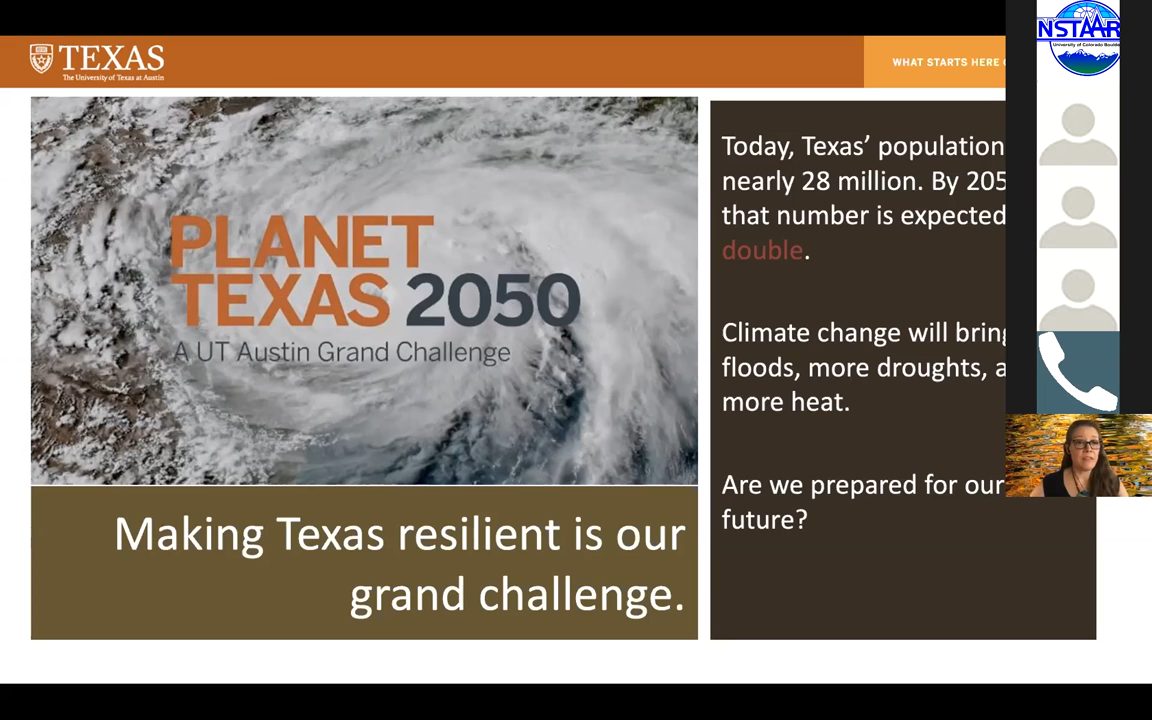 TEXAS
The University of Texas at Austin
WHAT STARTS HERE
NSTAAR
University of Colorado Boulder
PLANET
TEXAS 2050
A UT Austin Grand Challenge
Making Texas resilient is our
grand challenge.
Today, Texas’ population
nearly 28 million. By 205
that number is expected
double.
Climate change will bring
floods, more droughts, a
more heat.
Are we prepared for our
future?